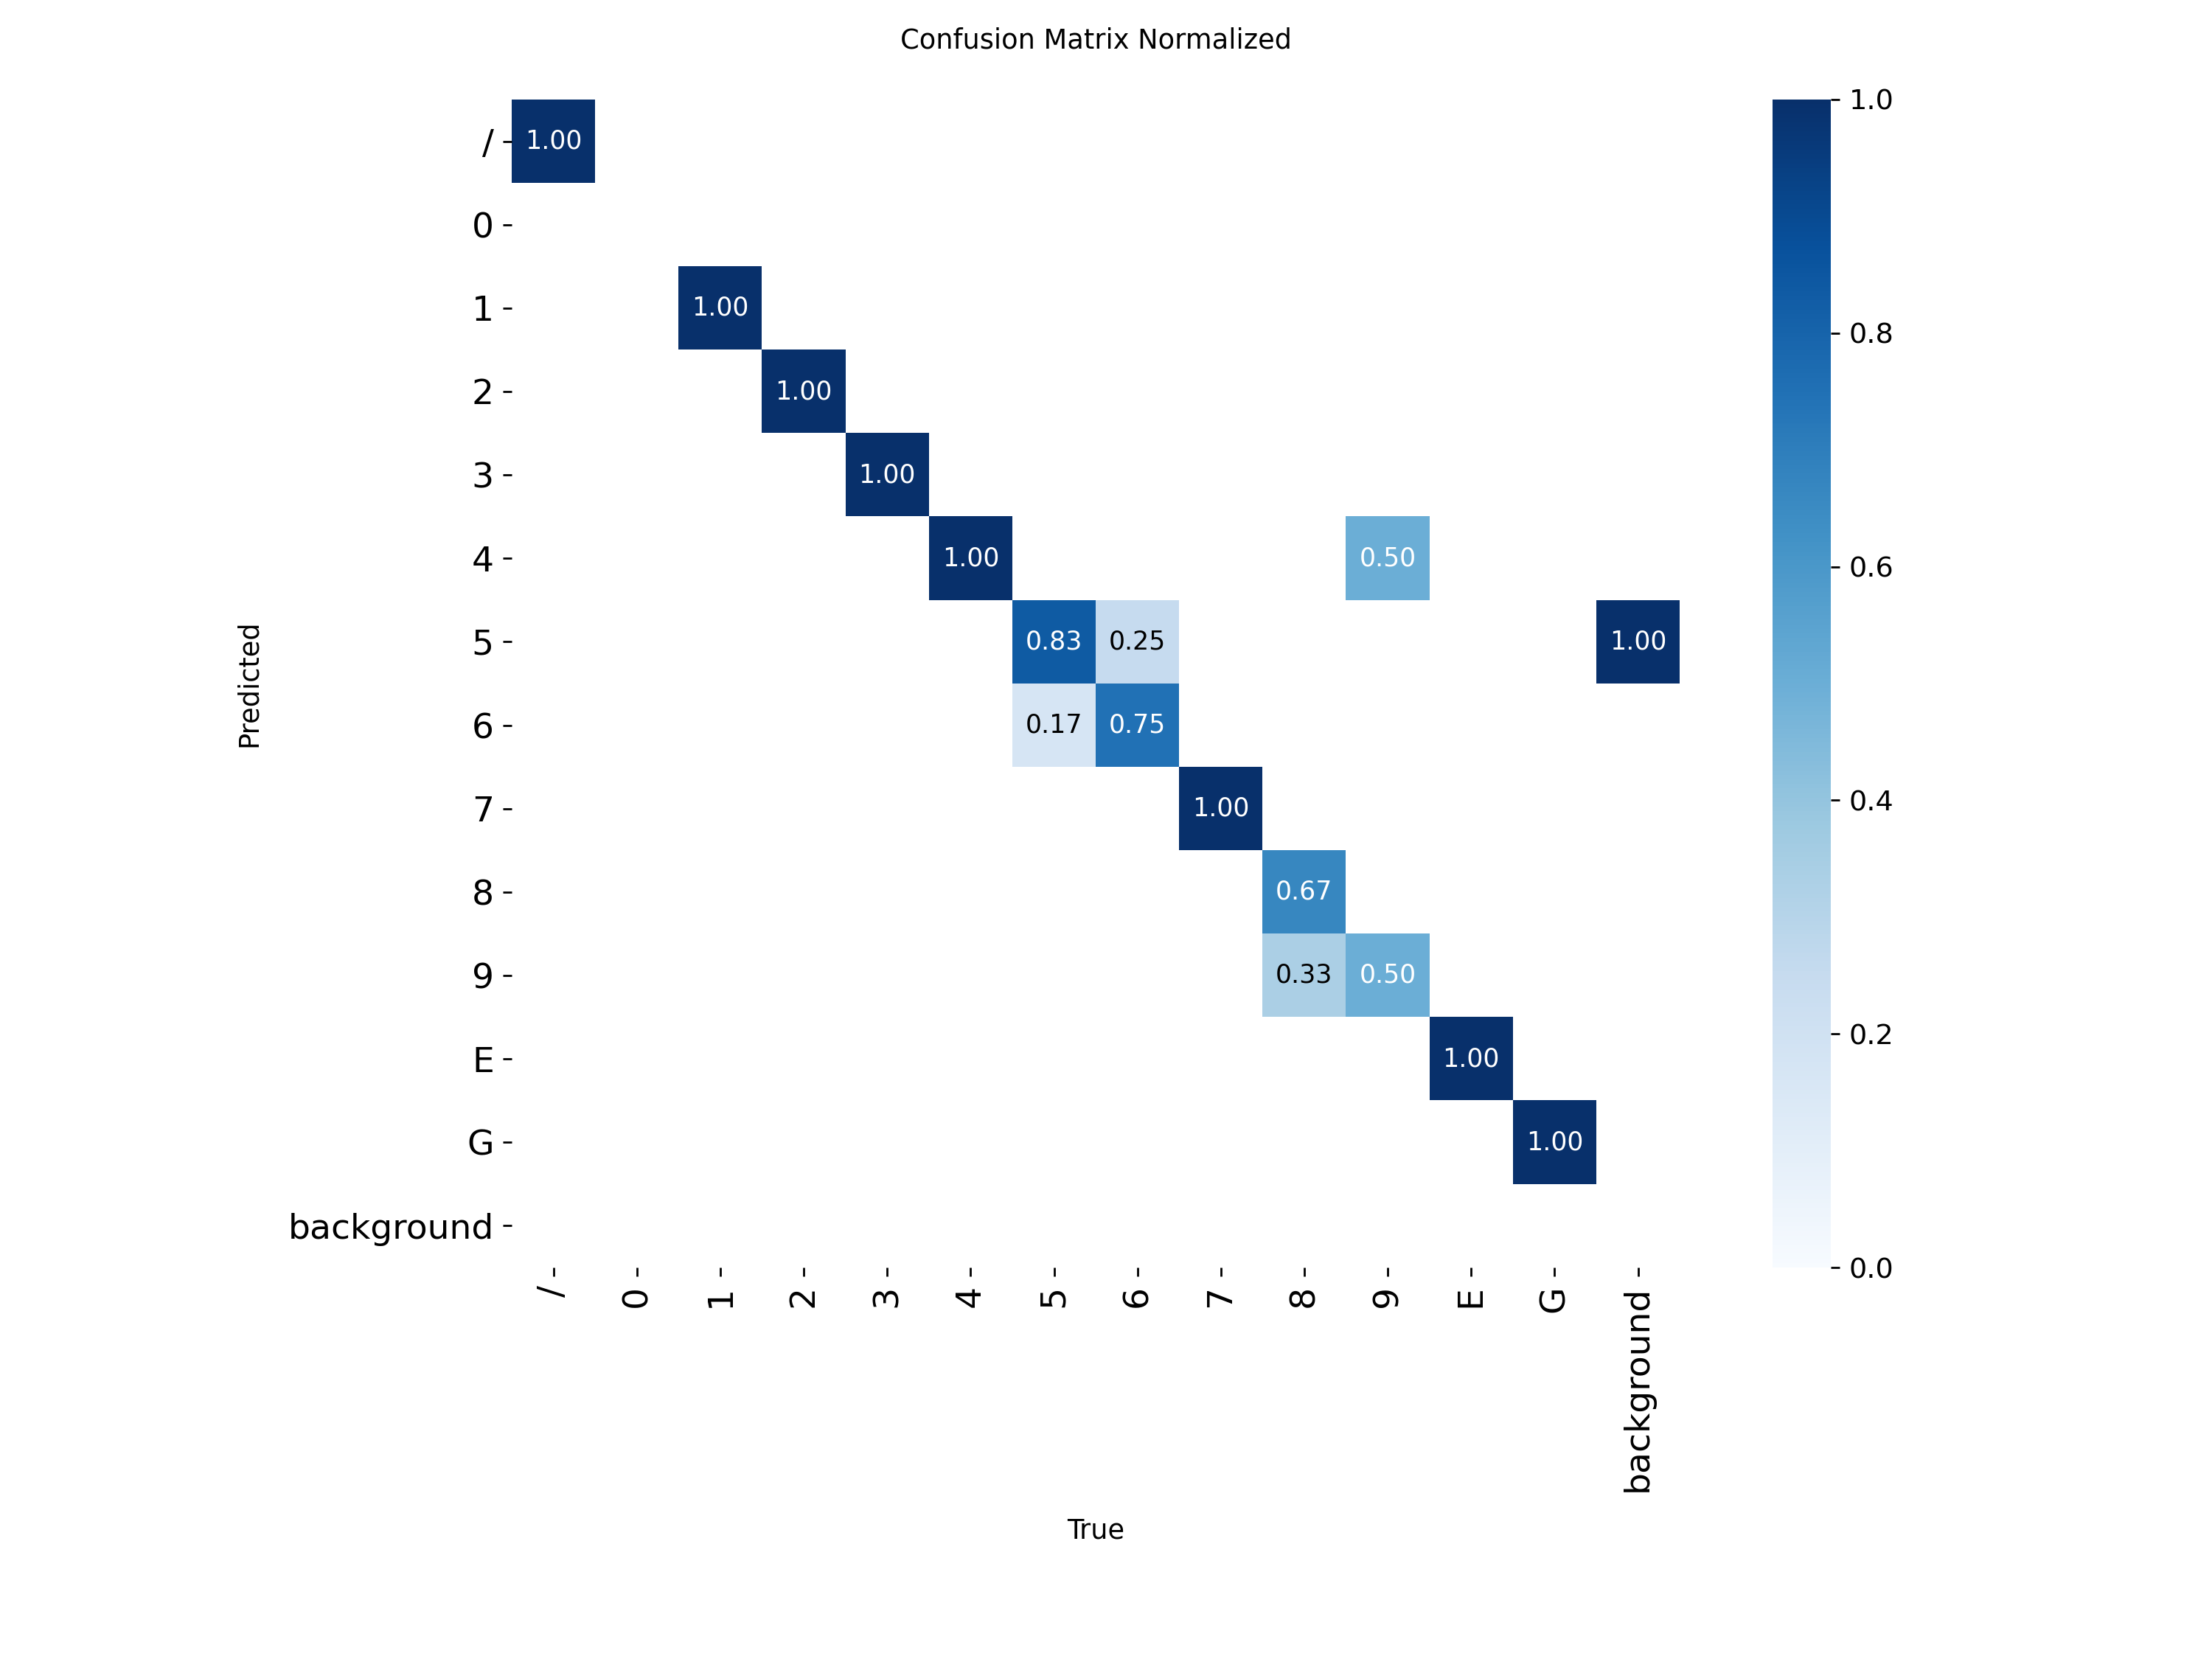 Confusion Matrix Normalized
/ 1.00
0
1 1.00
2 1.00
3 1.00
4 1.00 0.50
5 0.83 0.25 1.00
6 0.17 0.75
7 1.00
8 0.67
9 0.33 0.50
E 1.00
G 1.00
background
/ 0 1 2 3 4 5 6 7 8 9 E G background
True
Predicted
1.0
0.8
0.6
0.4
0.2
0.0